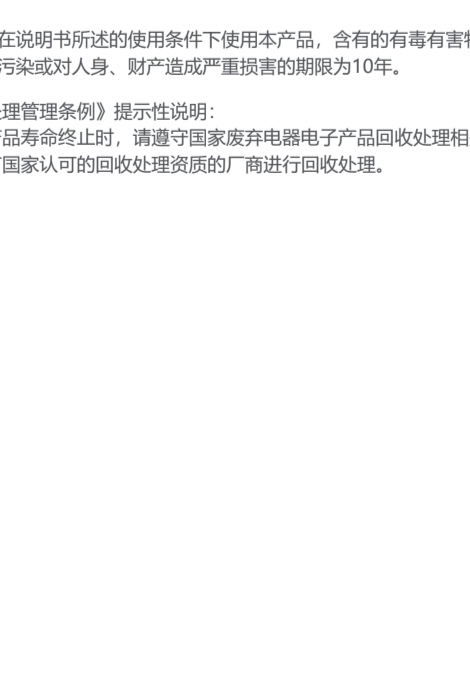 在说明书所述的使用条件下使用本产品，含有的有毒有害
污染或对人身、财产造成严重损害的期限为10年。
理管理条例》提示性说明：
品寿命终止时，请遵守国家废弃电器电子产品回收处理相
国家认可的回收处理资质的厂商进行回收处理。